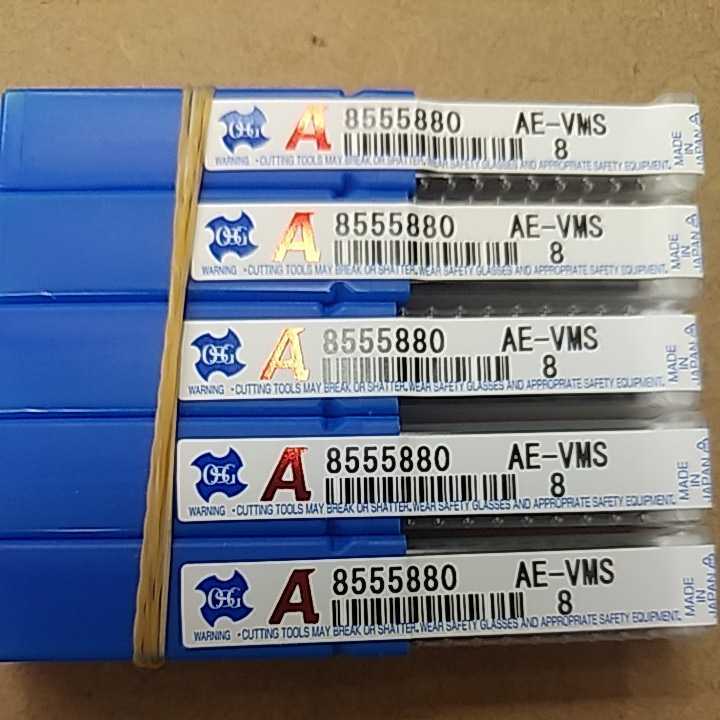 OSG A 8555880 AE-VMS
8
WARNING • CUTTING TOOLS MAY BREAK OR SHATTER. WEAR SAFETY GLASSES AND APPROPRIATE SAFETY EQUIPMENT.
MADE IN JAPAN
OSG A 8555880 AE-VMS
8
WARNING • CUTTING TOOLS MAY BREAK OR SHATTER. WEAR SAFETY GLASSES AND APPROPRIATE SAFETY EQUIPMENT.
MADE IN JAPAN
OSG A 8555880 AE-VMS
8
WARNING • CUTTING TOOLS MAY BREAK OR SHATTER. WEAR SAFETY GLASSES AND APPROPRIATE SAFETY EQUIPMENT.
MADE IN JAPAN
OSG A 8555880 AE-VMS
8
WARNING • CUTTING TOOLS MAY BREAK OR SHATTER. WEAR SAFETY GLASSES AND APPROPRIATE SAFETY EQUIPMENT.
MADE IN JAPAN
OSG A 8555880 AE-VMS
8
WARNING • CUTTING TOOLS MAY BREAK OR SHATTER. WEAR SAFETY GLASSES AND APPROPRIATE SAFETY EQUIPMENT.
MADE IN JAPAN